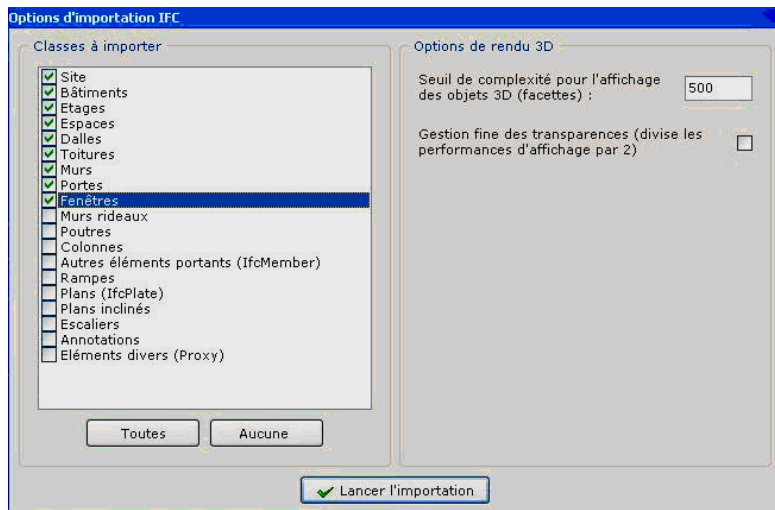 Options d'importation IFC
Classes à importer
Site
Bâtiments
Etages
Espaces
Dalles
Toitures
Murs
Portes
Fenêtres
Murs rideaux
Poutres
Colonnes
Autres éléments portants (IfcMember)
Rampes
Plans (IfcPlate)
Plans inclinés
Escaliers
Annotations
Eléments divers (Proxy)
Toutes
Aucune
Options de rendu 3D
Seuil de complexité pour l'affichage
des objets 3D (facettes) :
500
Gestion fine des transparences (divise les
performances d'affichage par 2)
Lancer l'importation